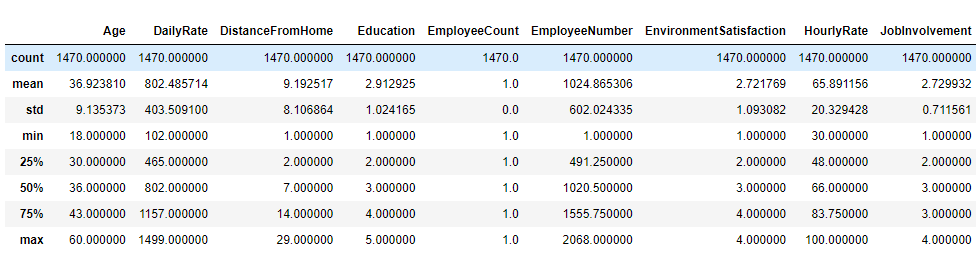 Age DailyRate DistanceFromHome Education EmployeeCount EmployeeNumber EnvironmentSatisfaction HourlyRate JobInvolvement
count 1470.000000 1470.000000 1470.000000 1470.000000 1470.0 1470.000000 1470.000000 1470.000000 1470.000000
mean 36.923810 802.485714 9.192517 2.912925 1.0 1024.865306 2.721769 65.891156 2.729932
std 9.135373 403.509100 8.106864 1.024165 0.0 602.024335 1.093082 20.329428 0.711561
min 18.000000 102.000000 1.000000 1.000000 1.0 1.000000 1.000000 30.000000 1.000000
25% 30.000000 465.000000 2.000000 2.000000 1.0 491.250000 2.000000 48.000000 2.000000
50% 36.000000 802.000000 7.000000 3.000000 1.0 1020.500000 3.000000 66.000000 3.000000
75% 43.000000 1157.000000 14.000000 4.000000 1.0 1555.750000 4.000000 83.750000 3.000000
max 60.000000 1499.000000 29.000000 5.000000 1.0 2068.000000 4.000000 100.000000 4.000000